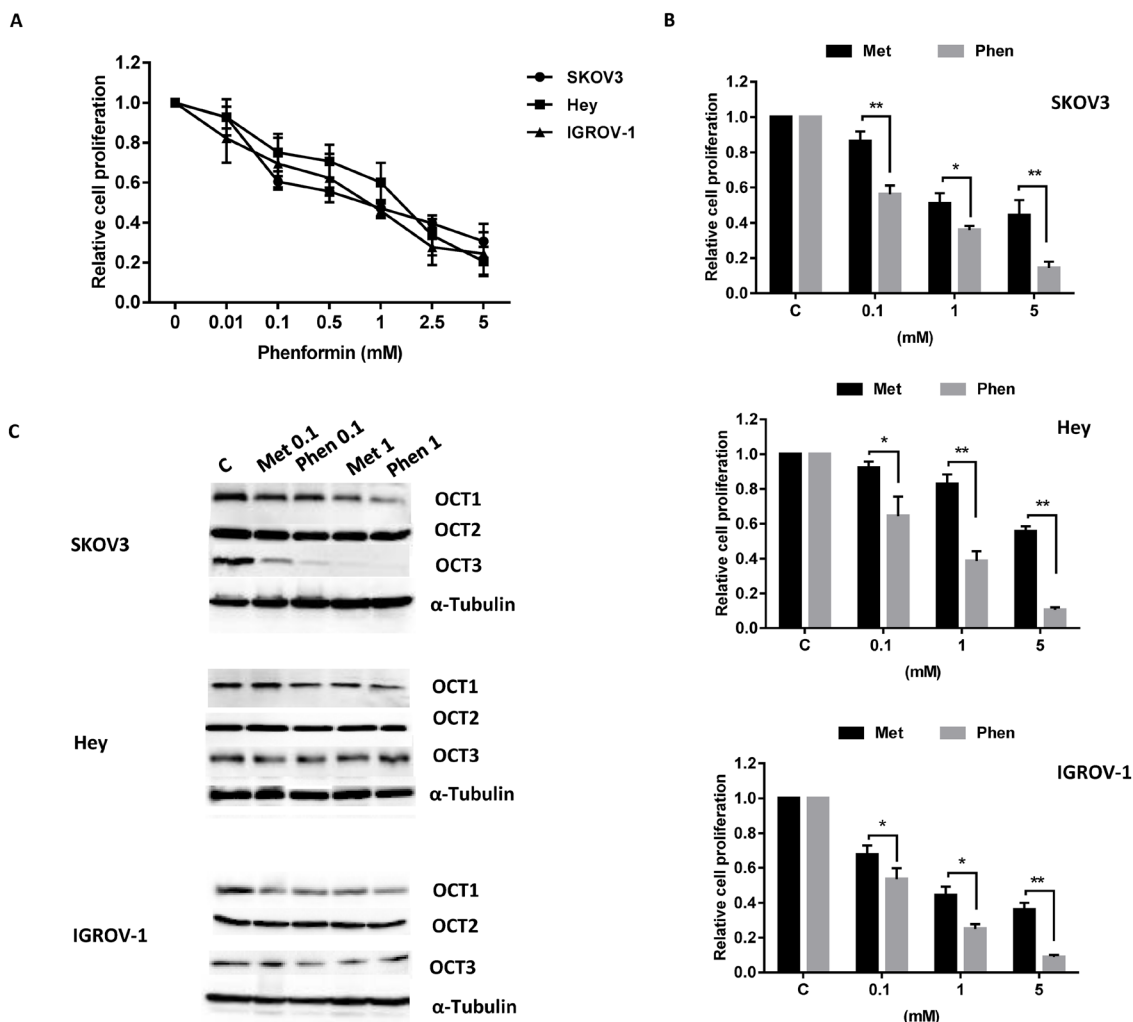 A
Relative cell proliferation
1.2
1.0
0.8
0.6
0.4
0.2
0.0
0 0.01 0.1 0.5 1 2.5 5
Phenformin (mM)
SKOV3
Hey
IGROV-1
B
Met Phen
SKOV3
Relative cell proliferation
1.2
1.0
0.8
0.6
0.4
0.2
0.0
** * **
C 0.1 1 5
(mM)
Met Phen
Hey
Relative cell proliferation
1.2
1.0
0.8
0.6
0.4
0.2
0.0
* ** **
C 0.1 1 5
(mM)
Met Phen
IGROV-1
Relative cell proliferation
1.2
1.0
0.8
0.6
0.4
0.2
0.0
* * **
C 0.1 1 5
(mM)
C
C Met 0.1 Phen 0.1 Met 1 Phen 1
SKOV3
OCT1
OCT2
OCT3
α-Tubulin
Hey
OCT1
OCT2
OCT3
α-Tubulin
IGROV-1
OCT1
OCT2
OCT3
α-Tubulin